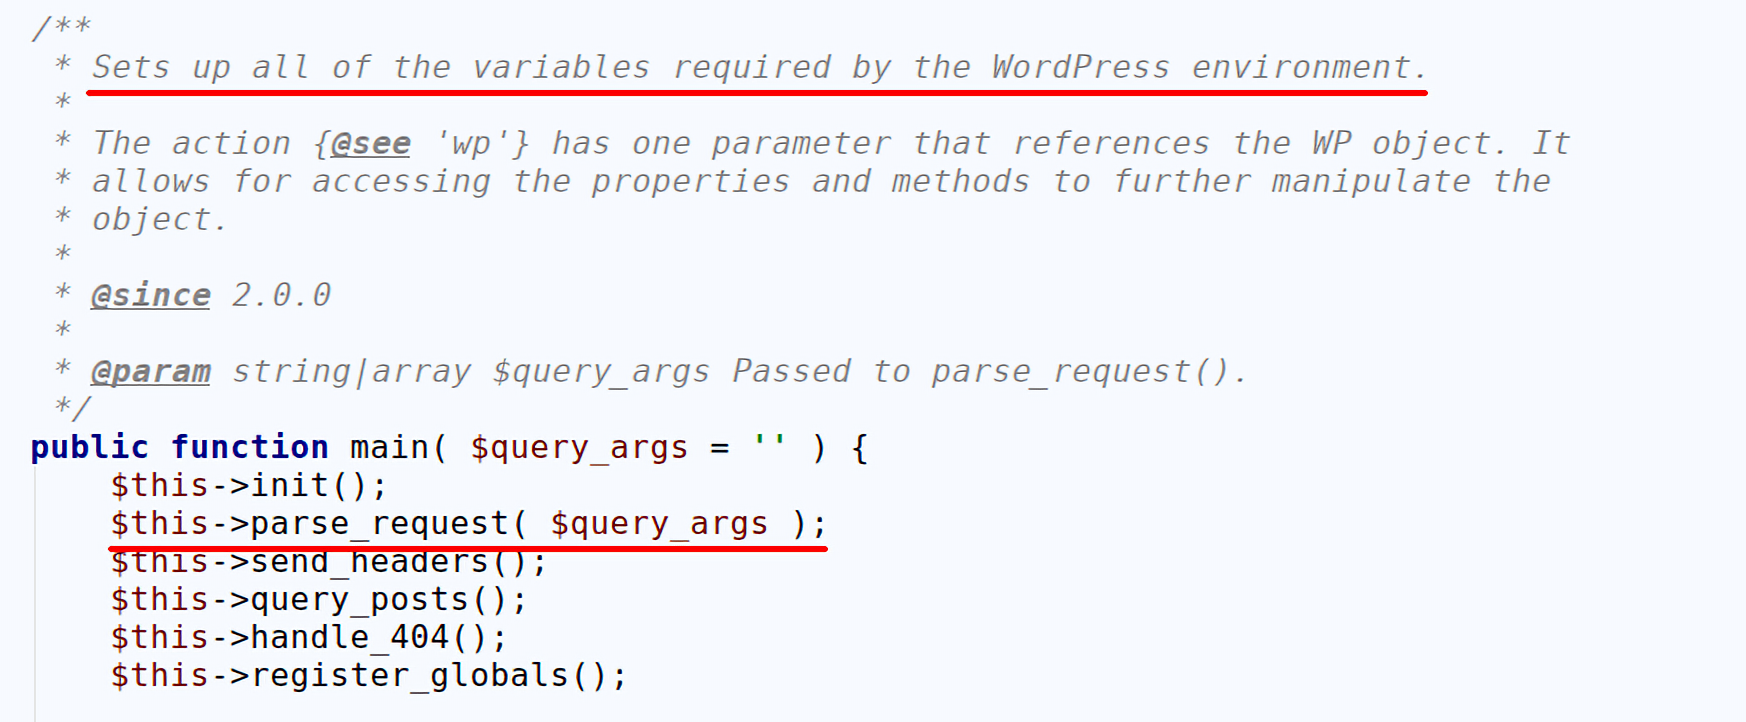 /**
 * Sets up all of the variables required by the WordPress environment.
 *
 * The action {@see 'wp'} has one parameter that references the WP object. It
 * allows for accessing the properties and methods to further manipulate the
 * object.
 *
 * @since 2.0.0
 *
 * @param string|array $query_args Passed to parse_request().
 */
public function main( $query_args = '' ) {
    $this->init();
    $this->parse_request( $query_args );
    $this->send_headers();
    $this->query_posts();
    $this->handle_404();
    $this->register_globals();